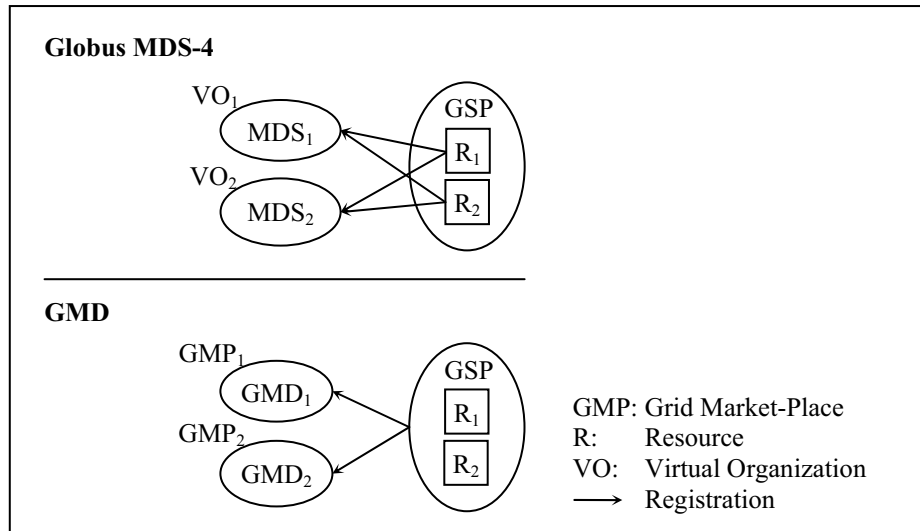 Globus MDS-4
VO₁
GSP
MDS₁
R₁
VO₂
MDS₂
R₂
GMD
GMP₁
GSP
GMD₁
R₁
GMP₂
GMD₂
R₂
GMP: Grid Market-Place
R: Resource
VO: Virtual Organization
Registration